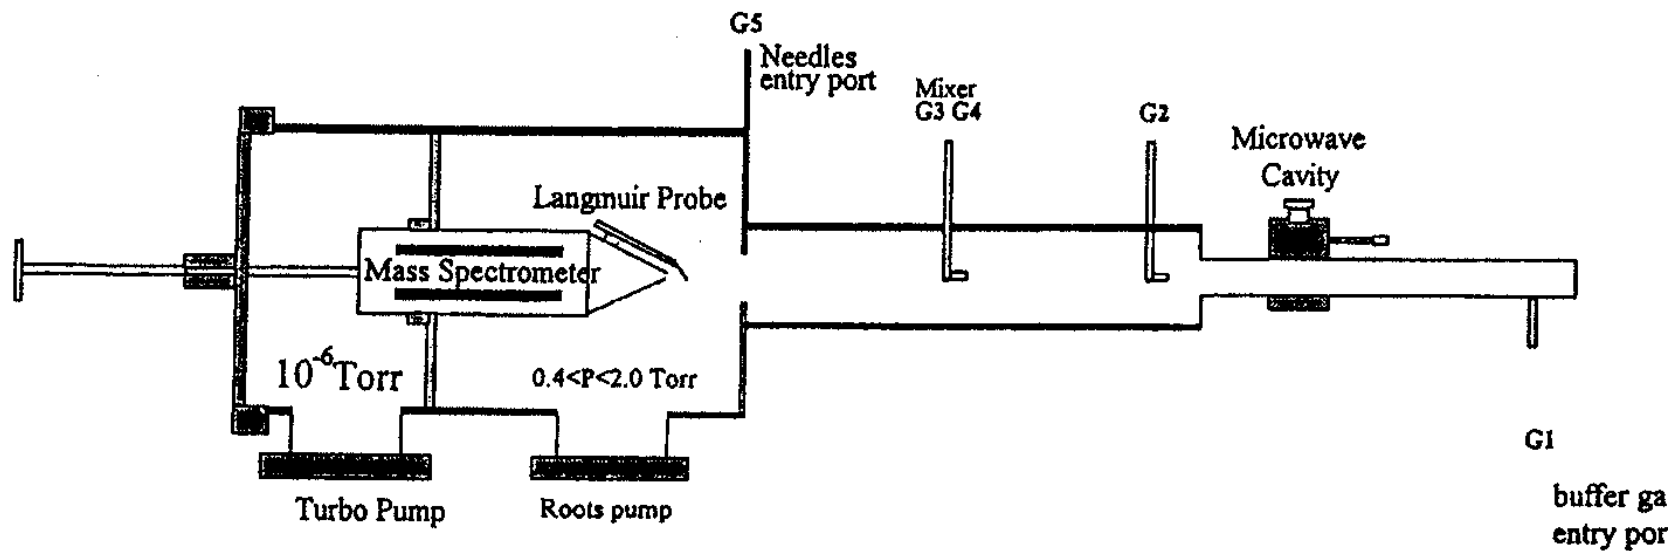 G5
Needles
entry port
Mixer
G3 G4
G2
Microwave
Cavity
Langmuir Probe
Mass Spectrometer
10⁻⁶Torr
0.4<P<2.0 Torr
G1
Turbo Pump
Roots pump
buffer ga
entry por